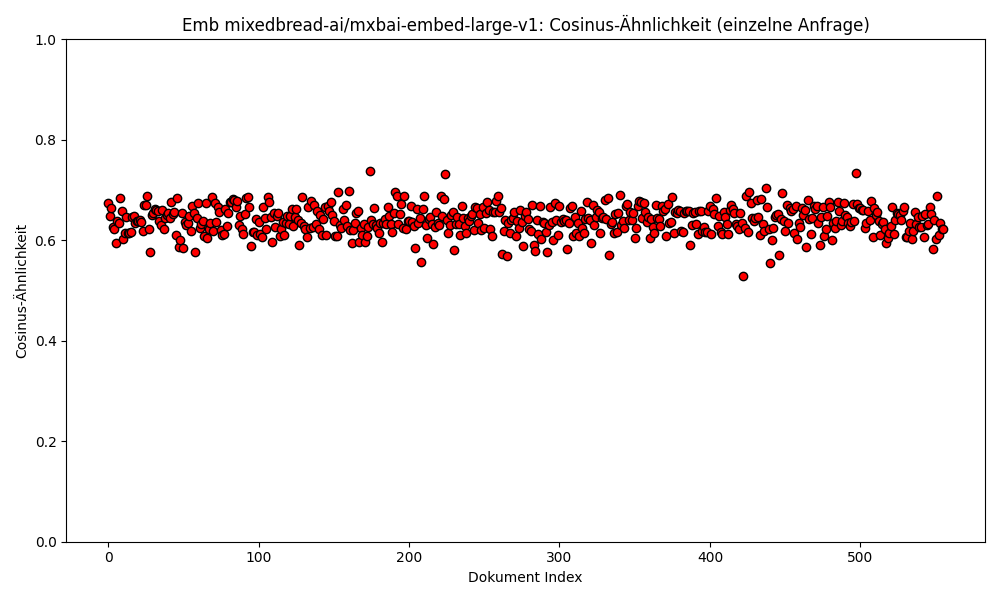 Emb mixedbread-ai/mxbai-embed-large-v1: Cosinus-Ähnlichkeit (einzelne Anfrage)
1.0
0.8
0.6
0.4
0.2
0.0
Cosinus-Ähnlichkeit
0 100 200 300 400 500
Dokument Index